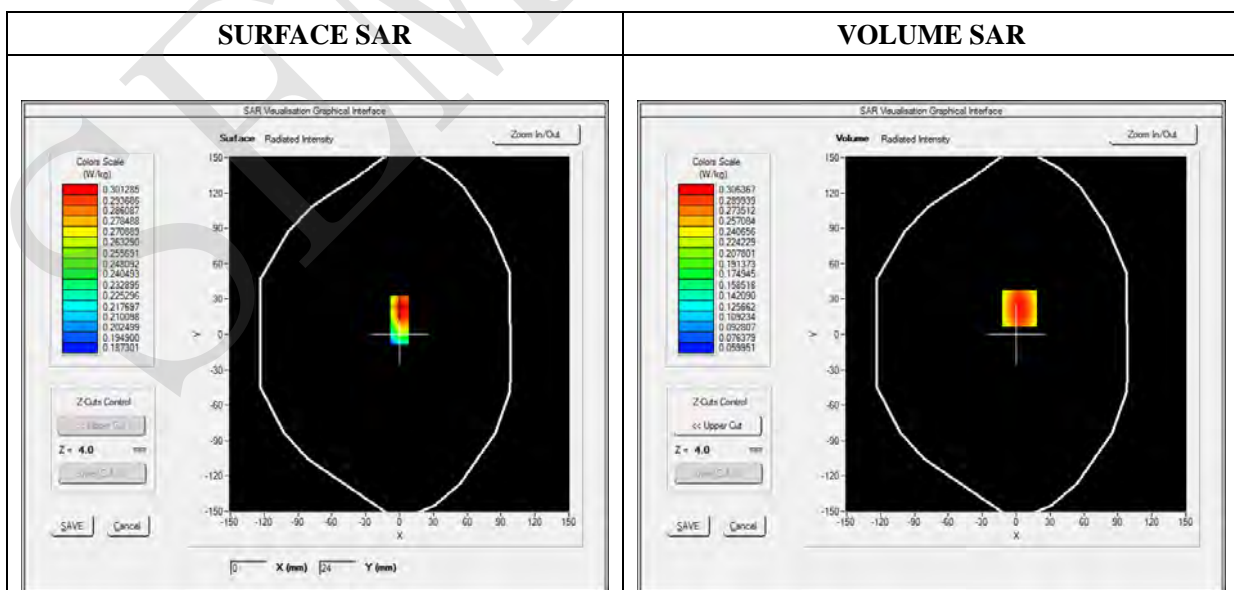 SURFACE SAR
VOLUME SAR
SAR Visualisation Graphical Interface
Surface Radiated Intensity
Zoom In/Out
Colors Scale
(W/kg)
0.301285
0.293686
0.286087
0.278488
0.270889
0.263290
0.255691
0.248092
0.240493
0.232895
0.225296
0.217697
0.210098
0.202499
0.194900
0.187301
Z-Cuts Control
<< Upper Cut
Z = 4.0 mm
SAVE
Cancel
150
120
90
60
30
0
-30
-60
-90
-120
-150
Y
-150 -120 -90 -60 -30 0 30 60 90 120 150
X
0 X (mm) 24 Y (mm)
SAR Visualisation Graphical Interface
Volume Radiated Intensity
Zoom In/Out
Colors Scale
(W/kg)
0.306367
0.289939
0.273512
0.257084
0.240656
0.224229
0.207801
0.191373
0.174945
0.158518
0.142090
0.125662
0.109234
0.092807
0.076379
0.059951
Z-Cuts Control
<< Upper Cut
Z = 4.0 mm
SAVE
Cancel
150
120
90
60
30
0
-30
-60
-90
-120
-150
Y
-150 -120 -90 -60 -30 0 30 60 90 120 150
X